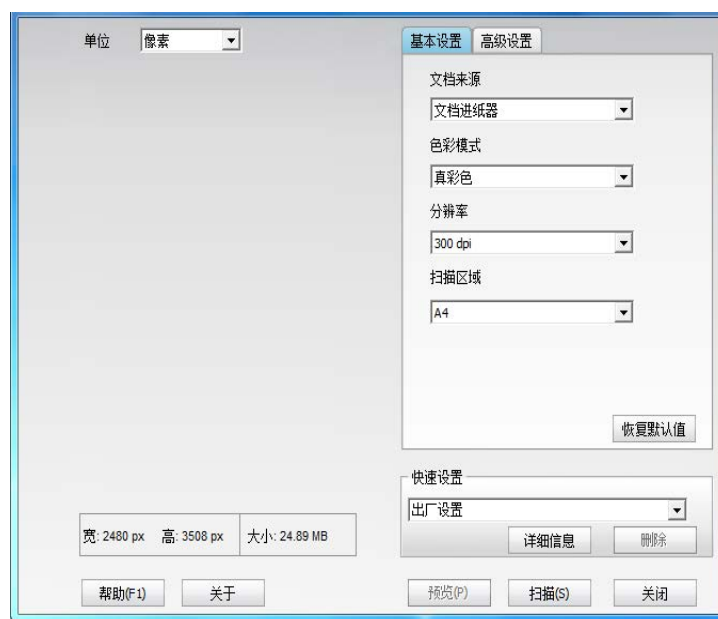 单位 像素
基本设置 高级设置
文档来源
文档进纸器
色彩模式
真彩色
分辨率
300 dpi
扫描区域
A4
恢复默认值
快速设置
出厂设置
详细信息 删除
宽: 2480 px 高: 3508 px 大小: 24.89 MB
帮助(F1) 关于 预览(P) 扫描(S) 关闭